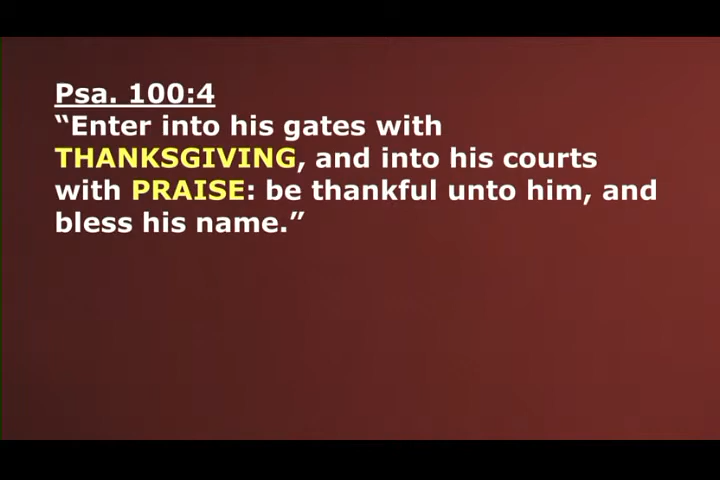 Psa. 100:4
“Enter into his gates with
THANKSGIVING, and into his courts
with PRAISE: be thankful unto him, and
bless his name.”